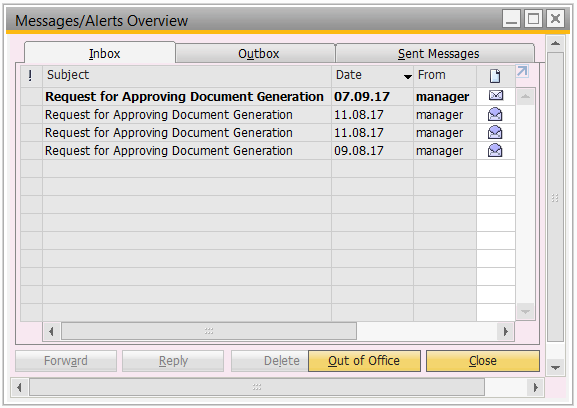 Messages/Alerts Overview
Inbox Outbox Sent Messages
! Subject Date From
Request for Approving Document Generation 07.09.17 manager
Request for Approving Document Generation 11.08.17 manager
Request for Approving Document Generation 11.08.17 manager
Request for Approving Document Generation 09.08.17 manager
Forward Reply Delete Out of Office Close